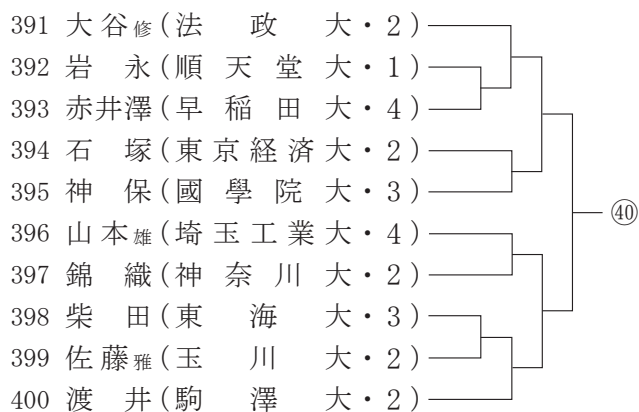 391 大谷修(法政大・2)
392 岩永(順天堂大・1)
393 赤井澤(早稲田大・4)
394 石塚(東京経済大・2)
395 神保(國學院大・3)
396 山本雄(埼玉工業大・4)
397 錦織(神奈川大・2)
398 柴田(東海大・3)
399 佐藤雅(玉川大・2)
400 渡井(駒澤大・2)
㊵